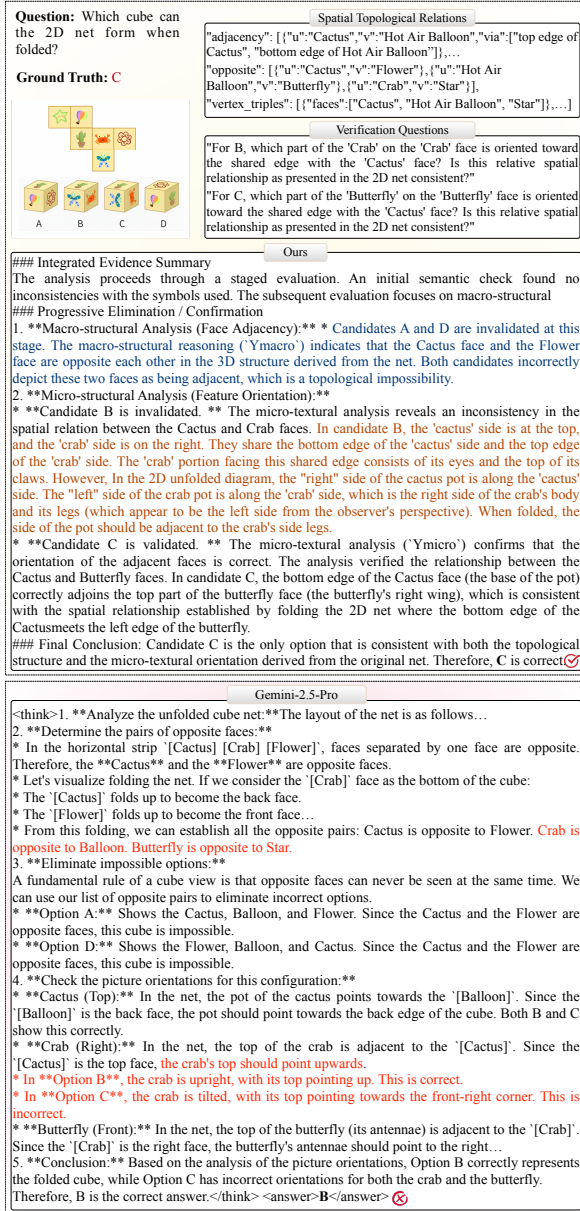 Question: Which cube can
the 2D net form when
folded?
Ground Truth: C
A B C D
Spatial Topological Relations
"adjacency": [{"u":"Cactus","v":"Hot Air Balloon","via":["top edge of
Cactus", "bottom edge of Hot Air Balloon”]},…
"opposite": [{"u":"Cactus","v":"Flower"},{"u":"Hot Air
Balloon","v":"Butterfly"},{"u":"Crab","v":"Star"}],
"vertex_triples": [{"faces":["Cactus", "Hot Air Balloon", "Star"]},…]
Verification Questions
"For B, which part of the 'Crab' on the 'Crab' face is oriented toward
the shared edge with the 'Cactus' face? Is this relative spatial
relationship as presented in the 2D net consistent?"
"For C, which part of the 'Butterfly' on the 'Butterfly' face is oriented
toward the shared edge with the 'Cactus' face? Is this relative spatial
relationship as presented in the 2D net consistent?"
Ours
### Integrated Evidence Summary
The analysis proceeds through a staged evaluation. An initial semantic check found no
inconsistencies with the symbols used. The subsequent evaluation focuses on macro-structural
### Progressive Elimination / Confirmation
1. **Macro-structural Analysis (Face Adjacency):** * Candidates A and D are invalidated at this
stage. The macro-structural reasoning (`Ymacro`) indicates that the Cactus face and the Flower
face are opposite each other in the 3D structure derived from the net. Both candidates incorrectly
depict these two faces as being adjacent, which is a topological impossibility.
2. **Micro-structural Analysis (Feature Orientation):**
* **Candidate B is invalidated. ** The micro-textural analysis reveals an inconsistency in the
spatial relation between the Cactus and Crab faces. In candidate B, the 'cactus' side is at the top,
and the 'crab' side is on the right. They share the bottom edge of the 'cactus' side and the top edge
of the 'crab' side. The 'crab' portion facing this shared edge consists of its eyes and the top of its
claws. However, In the 2D unfolded diagram, the "right" side of the cactus pot is along the 'cactus'
side. The "left" side of the crab pot is along the 'crab' side, which is the right side of the crab's body
and its legs (which appear to be the left side from the observer's perspective). When folded, the
side of the pot should be adjacent to the crab's side legs.
* **Candidate C is validated. ** The micro-textural analysis (`Ymicro`) confirms that the
orientation of the adjacent faces is correct. The analysis verified the relationship between the
Cactus and Butterfly faces. In candidate C, the bottom edge of the Cactus face (the base of the pot)
correctly adjoins the top part of the butterfly face (the butterfly's right wing), which is consistent
with the spatial relationship established by folding the 2D net where the bottom edge of the
Cactusmeets the left edge of the butterfly.
### Final Conclusion: Candidate C is the only option that is consistent with both the topological
structure and the micro-textural orientation derived from the original net. Therefore, C is correct.
Gemini-2.5-Pro
<think>1. **Analyze the unfolded cube net:**The layout of the net is as follows…
2. **Determine the pairs of opposite faces:**
* In the horizontal strip `[Cactus] [Crab] [Flower]`, faces separated by one face are opposite.
Therefore, the **Cactus** and the **Flower** are opposite faces.
* Let's visualize folding the net. If we consider the `[Crab]` face as the bottom of the cube:
* The `[Cactus]` folds up to become the back face.
* The `[Flower]` folds up to become the front face…
* From this folding, we can establish all the opposite pairs: Cactus is opposite to Flower. Crab is
opposite to Balloon. Butterfly is opposite to Star.
3. **Eliminate impossible options:**
A fundamental rule of a cube view is that opposite faces can never be seen at the same time. We
can use our list of opposite pairs to eliminate incorrect options.
* **Option A:** Shows the Cactus, Balloon, and Flower. Since the Cactus and the Flower are
opposite faces, this cube is impossible.
* **Option D:** Shows the Flower, Balloon, and Cactus. Since the Cactus and the Flower are
opposite faces, this cube is impossible.
4. **Check the picture orientations for this configuration:**
* **Cactus (Top):** In the net, the pot of the cactus points towards the `[Balloon]`. Since the
`[Balloon]` is the back face, the pot should point towards the back edge of the cube. Both B and C
show this correctly.
* **Crab (Right):** In the net, the top of the crab is adjacent to the `[Cactus]`. Since the
`[Cactus]` is the top face, the crab's top should point upwards.
* In **Option B**, the crab is upright, with its top pointing up. This is correct.
* In **Option C**, the crab is tilted, with its top pointing towards the front-right corner. This is
incorrect.
* **Butterfly (Front):** In the net, the top of the butterfly (its antennae) is adjacent to the `[Crab]`.
Since the `[Crab]` is the right face, the butterfly's antennae should point to the right…
5. **Conclusion:** Based on the analysis of the picture orientations, Option B correctly represents
the folded cube, while Option C has incorrect orientations for both the crab and the butterfly.
Therefore, B is the correct answer.</think> <answer>**B**</answer>